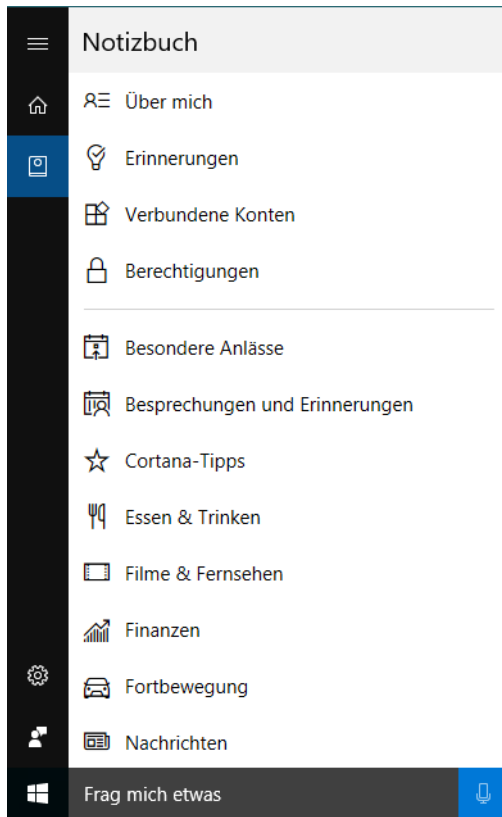 Notizbuch
Über mich
Erinnerungen
Verbundene Konten
Berechtigungen
Besondere Anlässe
Besprechungen und Erinnerungen
Cortana-Tipps
Essen & Trinken
Filme & Fernsehen
Finanzen
Fortbewegung
Nachrichten
Frag mich etwas